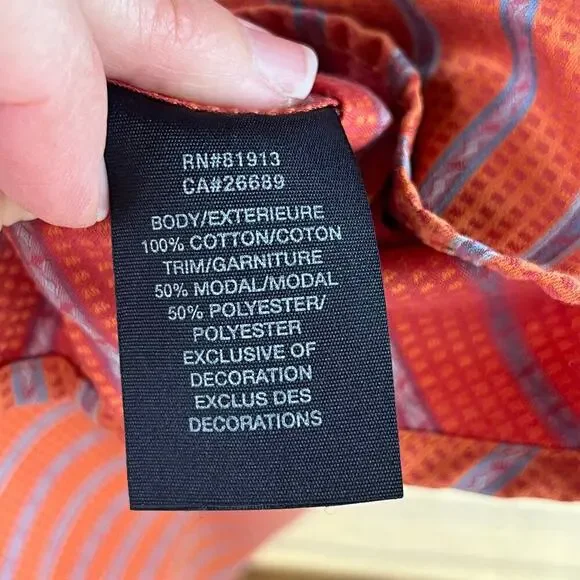 RN#81913
CA#26689
BODY/EXTERIEURE
100% COTTON/COTON
TRIM/GARNITURE
50% MODAL/MODAL
50% POLYESTER/
POLYESTER
EXCLUSIVE OF
DECORATION
EXCLUS DES
DECORATIONS